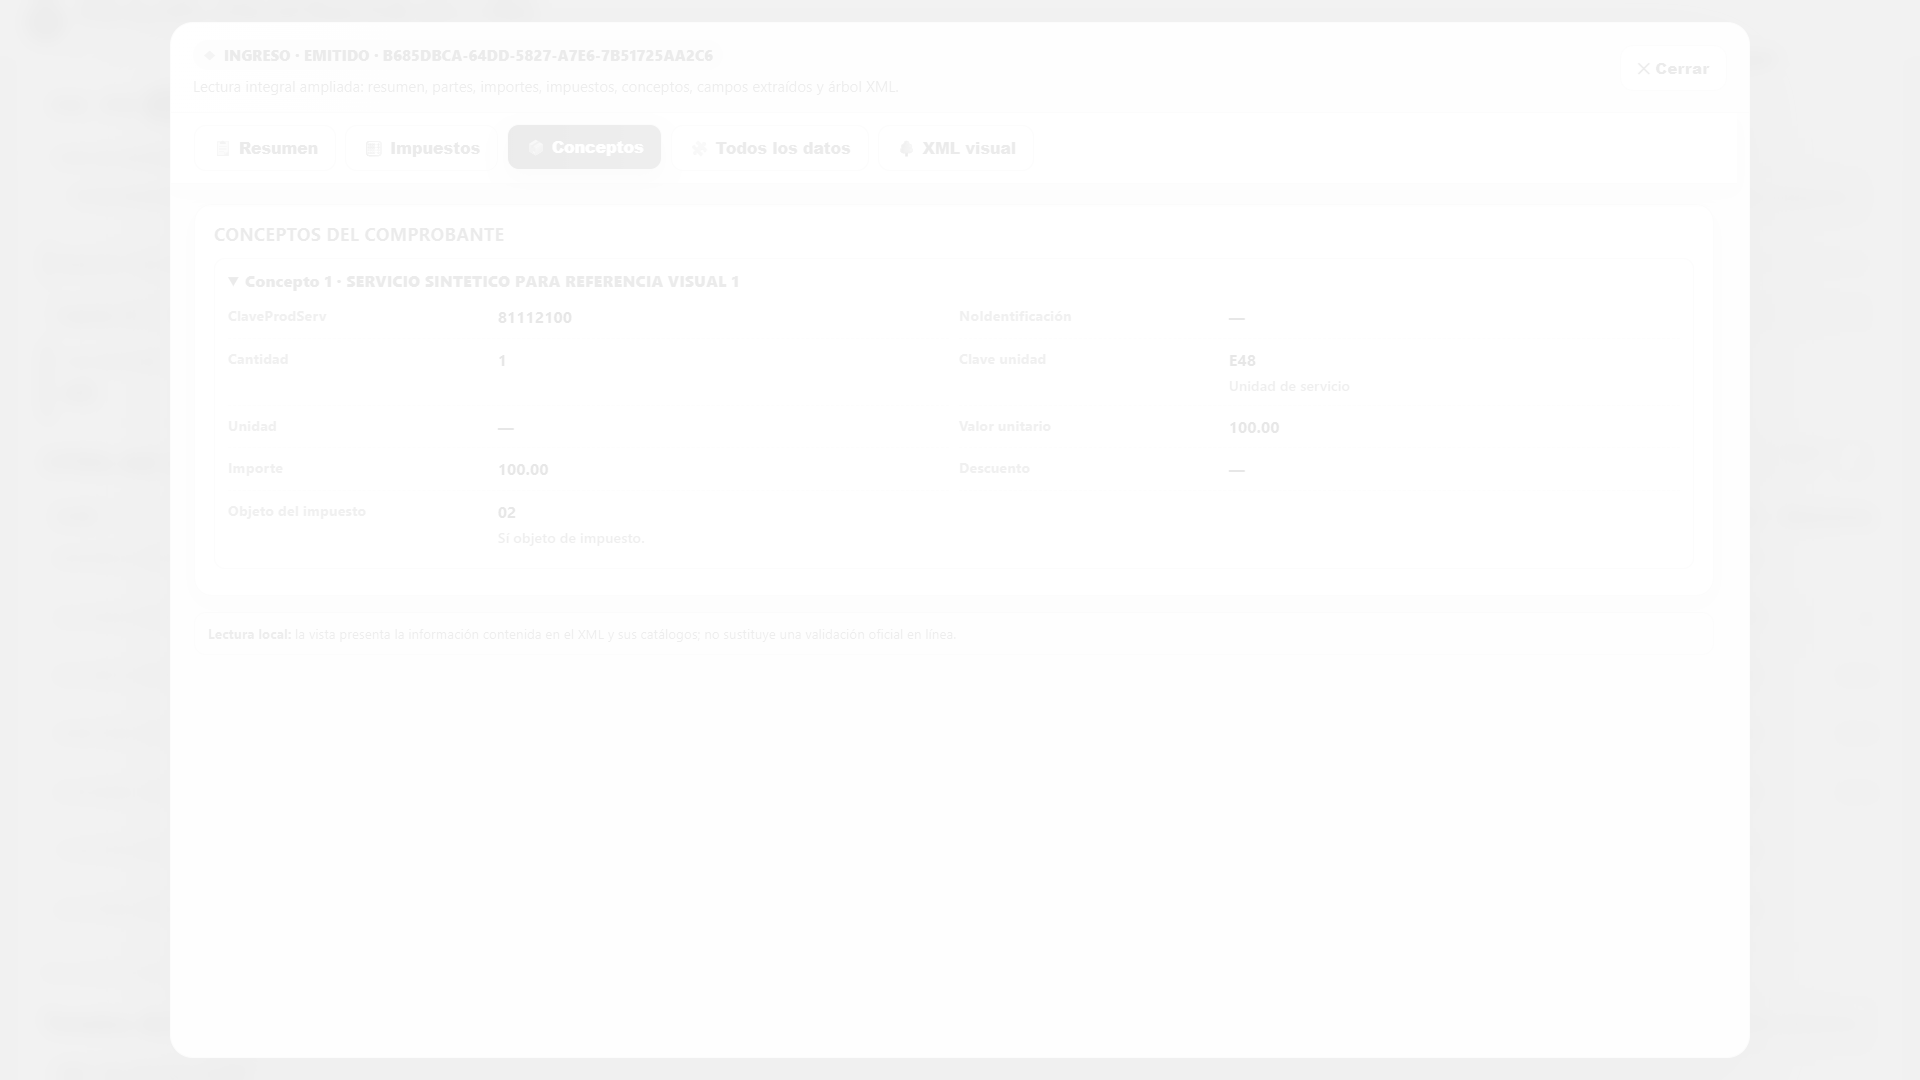 INGRESO · EMITIDO · B685DBCA-64DD-5827-A7E6-7B51725AA2C6
Lectura integral ampliada: resumen, partes, importes, impuestos, conceptos, campos extraídos y árbol XML.
Cerrar
Resumen
Impuestos
Conceptos
Todos los datos
XML visual
CONCEPTOS DEL COMPROBANTE
Concepto 1 · SERVICIO SINTETICO PARA REFERENCIA VISUAL 1
ClaveProdServ 81112100 NoIdentificación —
Cantidad 1 Clave unidad E48
Unidad de servicio
Unidad — Valor unitario 100.00
Importe 100.00 Descuento —
Objeto del impuesto 02
Sí objeto de impuesto.
Lectura local: la vista presenta la información contenida en el XML y sus catálogos; no sustituye una validación oficial en línea.